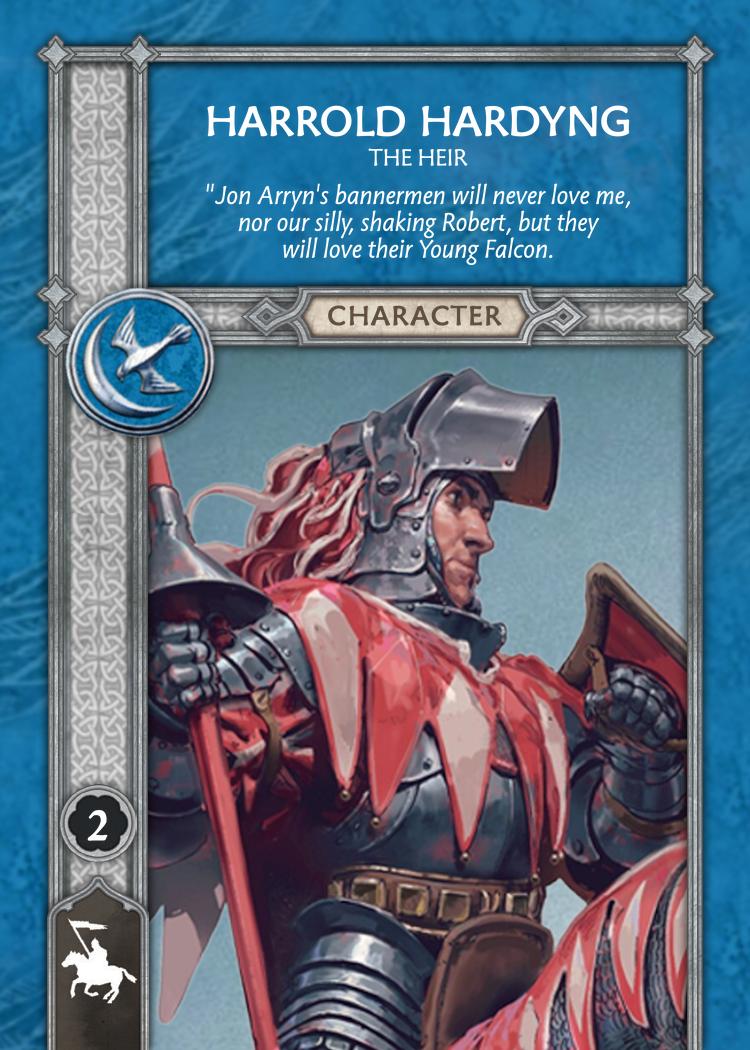 HARROLD HARDYNG
THE HEIR
"Jon Arryn's bannermen will never love me,
nor our silly, shaking Robert, but they
will love their Young Falcon.
CHARACTER
2